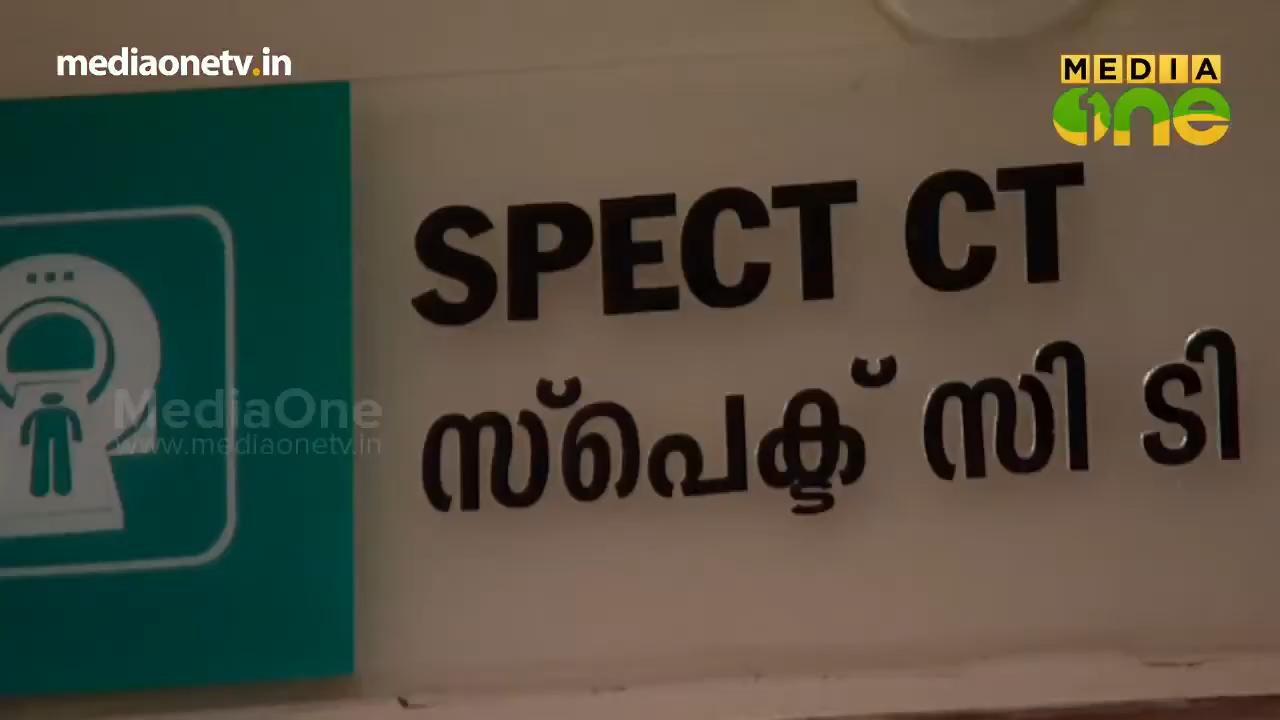 mediaonetv.in
MEDIA
one
SPECT CT
സ്പെക്ട് സി ടി
MediaOne
www.mediaonetv.in